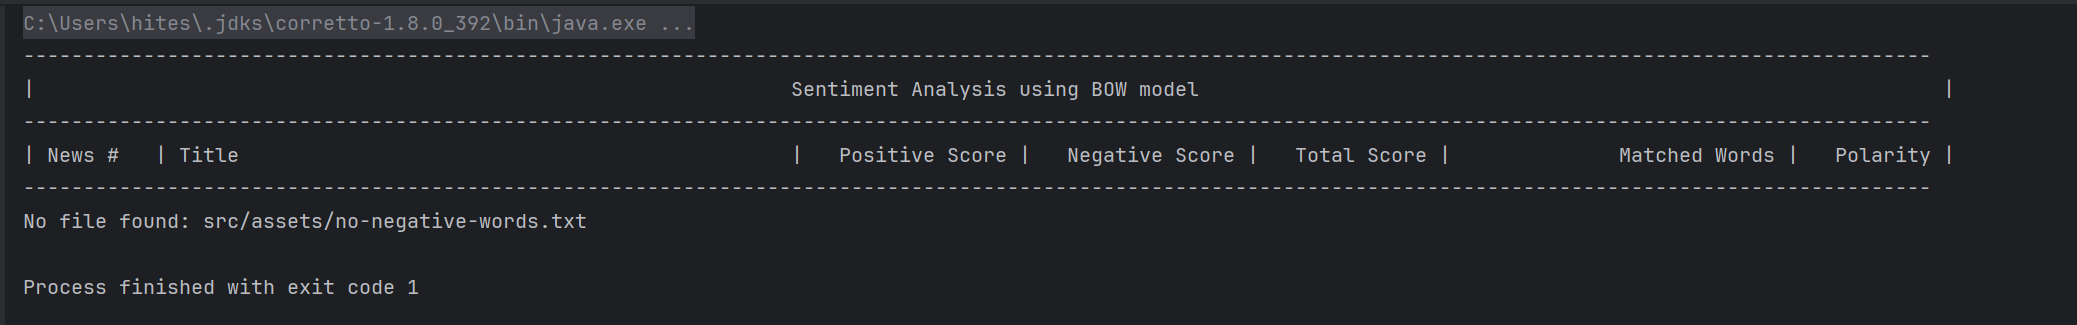 C:\Users\hites\.jdks\corretto-1.8.0_392\bin\java.exe ...
---------------------------------------------------------------------------------------------------------------------------------------------------------------
|                                                               Sentiment Analysis using BOW model                                                              |
---------------------------------------------------------------------------------------------------------------------------------------------------------------
| News #   | Title                                              |   Positive Score |   Negative Score |   Total Score |              Matched Words |   Polarity |
---------------------------------------------------------------------------------------------------------------------------------------------------------------
No file found: src/assets/no-negative-words.txt
Process finished with exit code 1